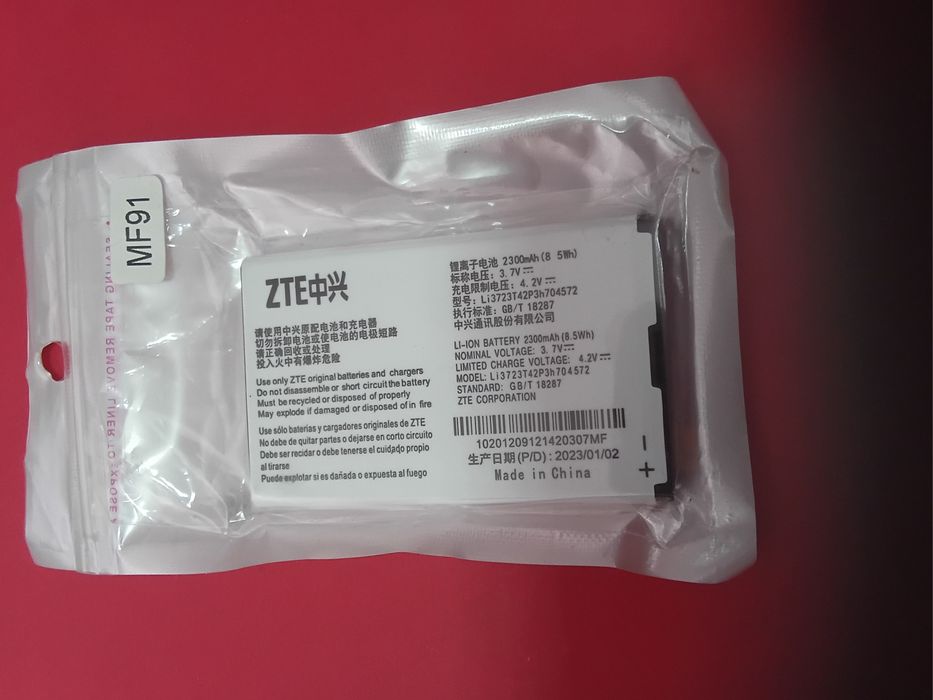 MF91
SEALING TAPE REMOVE LINER TO EXPOSE
ZTE中兴
请使用中兴原配电池和充电器
切勿拆卸电池或使电池的电极短路
请正确回收或处理
投入火中有爆炸危险
Use only ZTE original batteries and chargers
Do not disassemble or short circuit the battery
Must be recycled or disposed of properly
May explode if damaged or disposed of in fire
Use sólo baterías y cargadores originales de ZTE
No debe de quitar partes o dejarse en corto circuito
Debe ser recidar o debe tenerse el cuidado propio
al tirarse
Puede explotar si es dañada o expuesta al fuego
锂离子电池 2300mAh(8 5Wh)
标称电压: 3.7V
充电限制电压: 4.2V
型号: Li3723T42P3h704572
执行标准: GB/T 18287
中兴通讯股份有限公司
LI-ION BATTERY 2300mAh(8.5Wh)
NOMINAL VOLTAGE: 3.7V
LIMITED CHARGE VOLTAGE: 4.2V
MODEL: Li3723T42P3h704572
STANDARD: GB/T 18287
ZTE CORPORATION
10201209121420307MF
生产日期(P/D): 2023/01/02
Made in China
-
+